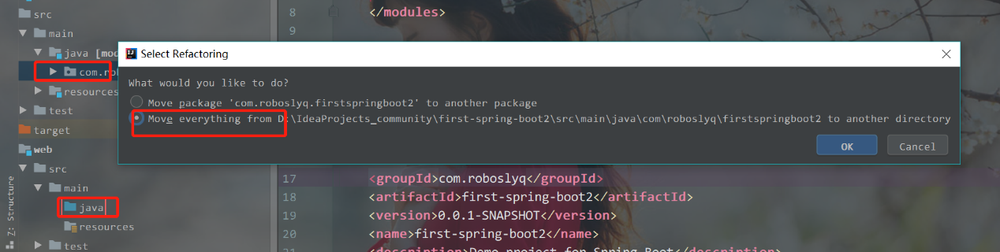 src
main
java [mod
com.rob
resources
test
target
web
src
main
java
resources
test
Z: Structure
8 </modules>
9
Select Refactoring
What would you like to do?
Move package 'com.roboslyq.firstspringboot2' to another package
Move everything from D:\IdeaProjects_community\first-spring-boot2\src\main\java\com\roboslyq\firstspringboot2 to another directory
OK
Cancel
17 <groupId>com.roboslyq</groupId>
18 <artifactId>first-spring-boot2</artifactId>
19 <version>0.0.1-SNAPSHOT</version>
20 <name>first-spring-boot2</name>
<description>Demo project for Spring Boot</description>